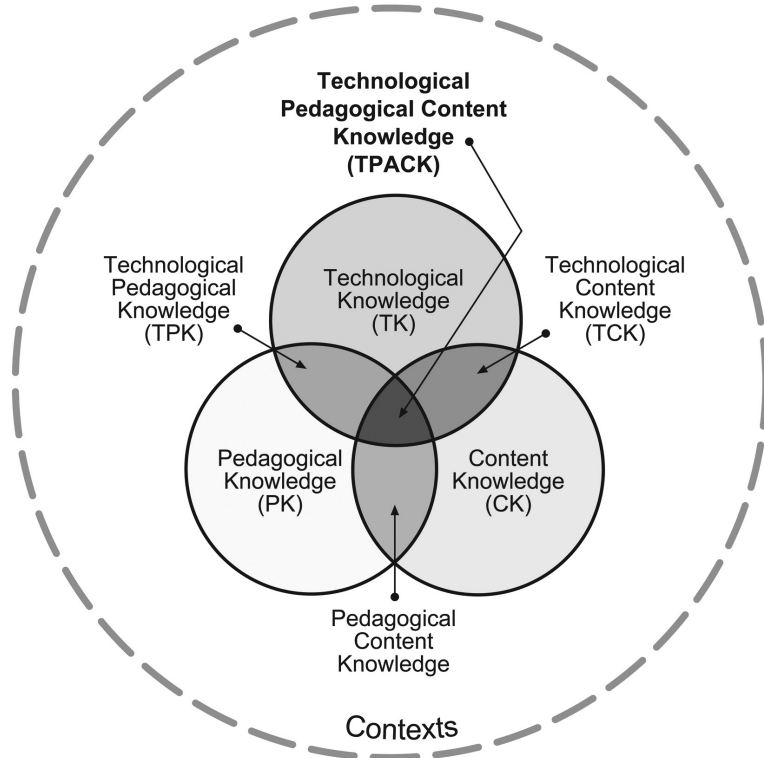 Technological
Pedagogical Content
Knowledge
(TPACK)
Technological
Pedagogical
Knowledge
(TPK)
Technological
Knowledge
(TK)
Technological
Content
Knowledge
(TCK)
Pedagogical
Knowledge
(PK)
Content
Knowledge
(CK)
Pedagogical
Content
Knowledge
Contexts